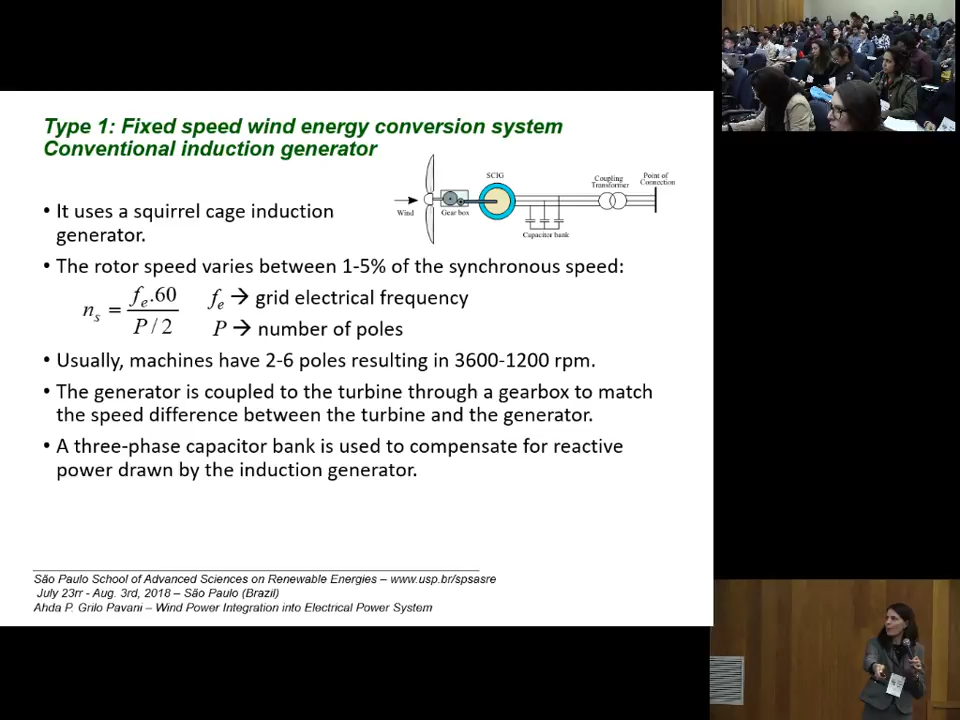 Type 1: Fixed speed wind energy conversion system
Conventional induction generator
SCIG
Coupling
Transformer
Point of
Connection
Wind
Gear box
Capacitor bank
• It uses a squirrel cage induction
generator.
• The rotor speed varies between 1-5% of the synchronous speed:
nₛ = fₑ.60 / P / 2
fₑ → grid electrical frequency
P → number of poles
• Usually, machines have 2-6 poles resulting in 3600-1200 rpm.
• The generator is coupled to the turbine through a gearbox to match
the speed difference between the turbine and the generator.
• A three-phase capacitor bank is used to compensate for reactive
power drawn by the induction generator.
São Paulo School of Advanced Sciences on Renewable Energies – www.usp.br/spsasre
July 23rr - Aug. 3rd, 2018 – São Paulo (Brazil)
Ahda P. Grilo Pavani – Wind Power Integration into Electrical Power System